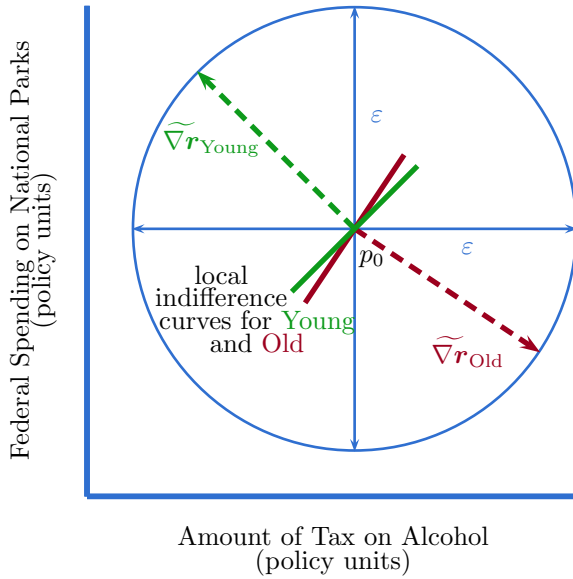 Federal Spending on National Parks
(policy units)
ε
∇̃r_Young
ε
p₀
local
indifference
curves for Young
and Old
∇̃r_Old
Amount of Tax on Alcohol
(policy units)